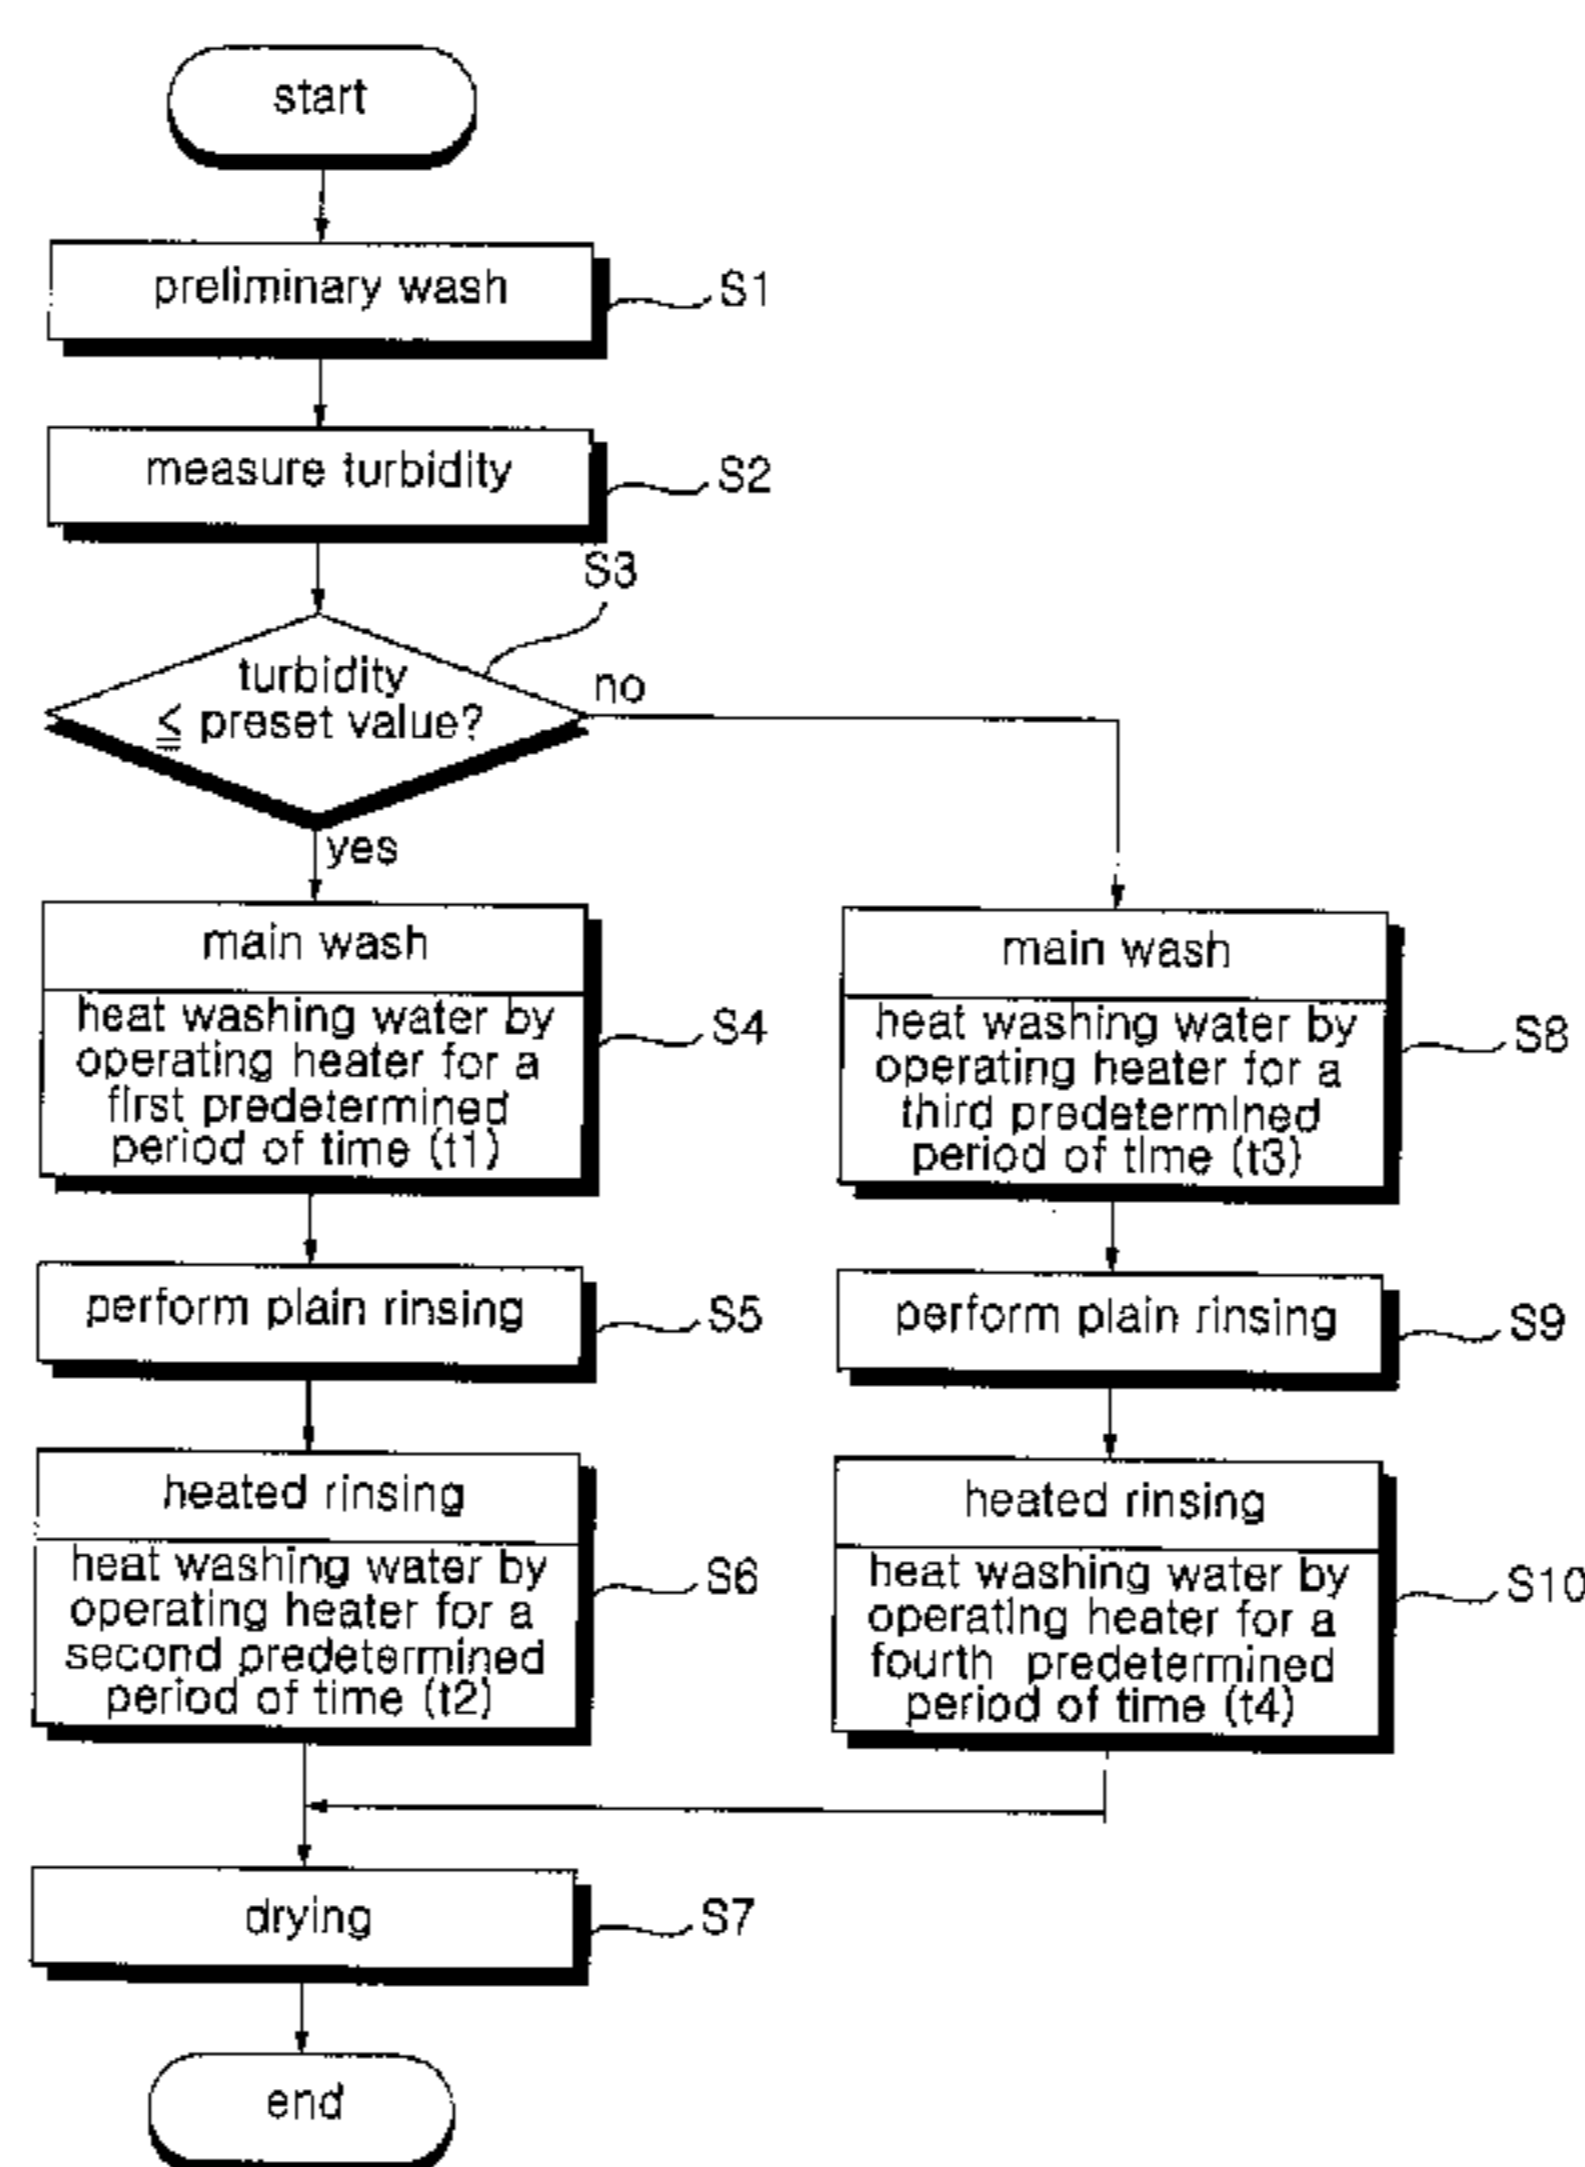 start
preliminary wash
S1
measure turbidity
S2
S3
turbidity
≦ preset value?
no
yes
main wash
heat washing water by
operating heater for a
first predetermined
period of time (t1)
S4
perform plain rinsing
S5
heated rinsing
heat washing water by
operating heater for a
second predetermined
period of time (t2)
S6
main wash
heat washing water by
operating heater for a
third predetermined
period of time (t3)
S8
perform plain rinsing
S9
heated rinsing
heat washing water by
operating heater for a
fourth predetermined
period of time (t4)
S10
drying
S7
end